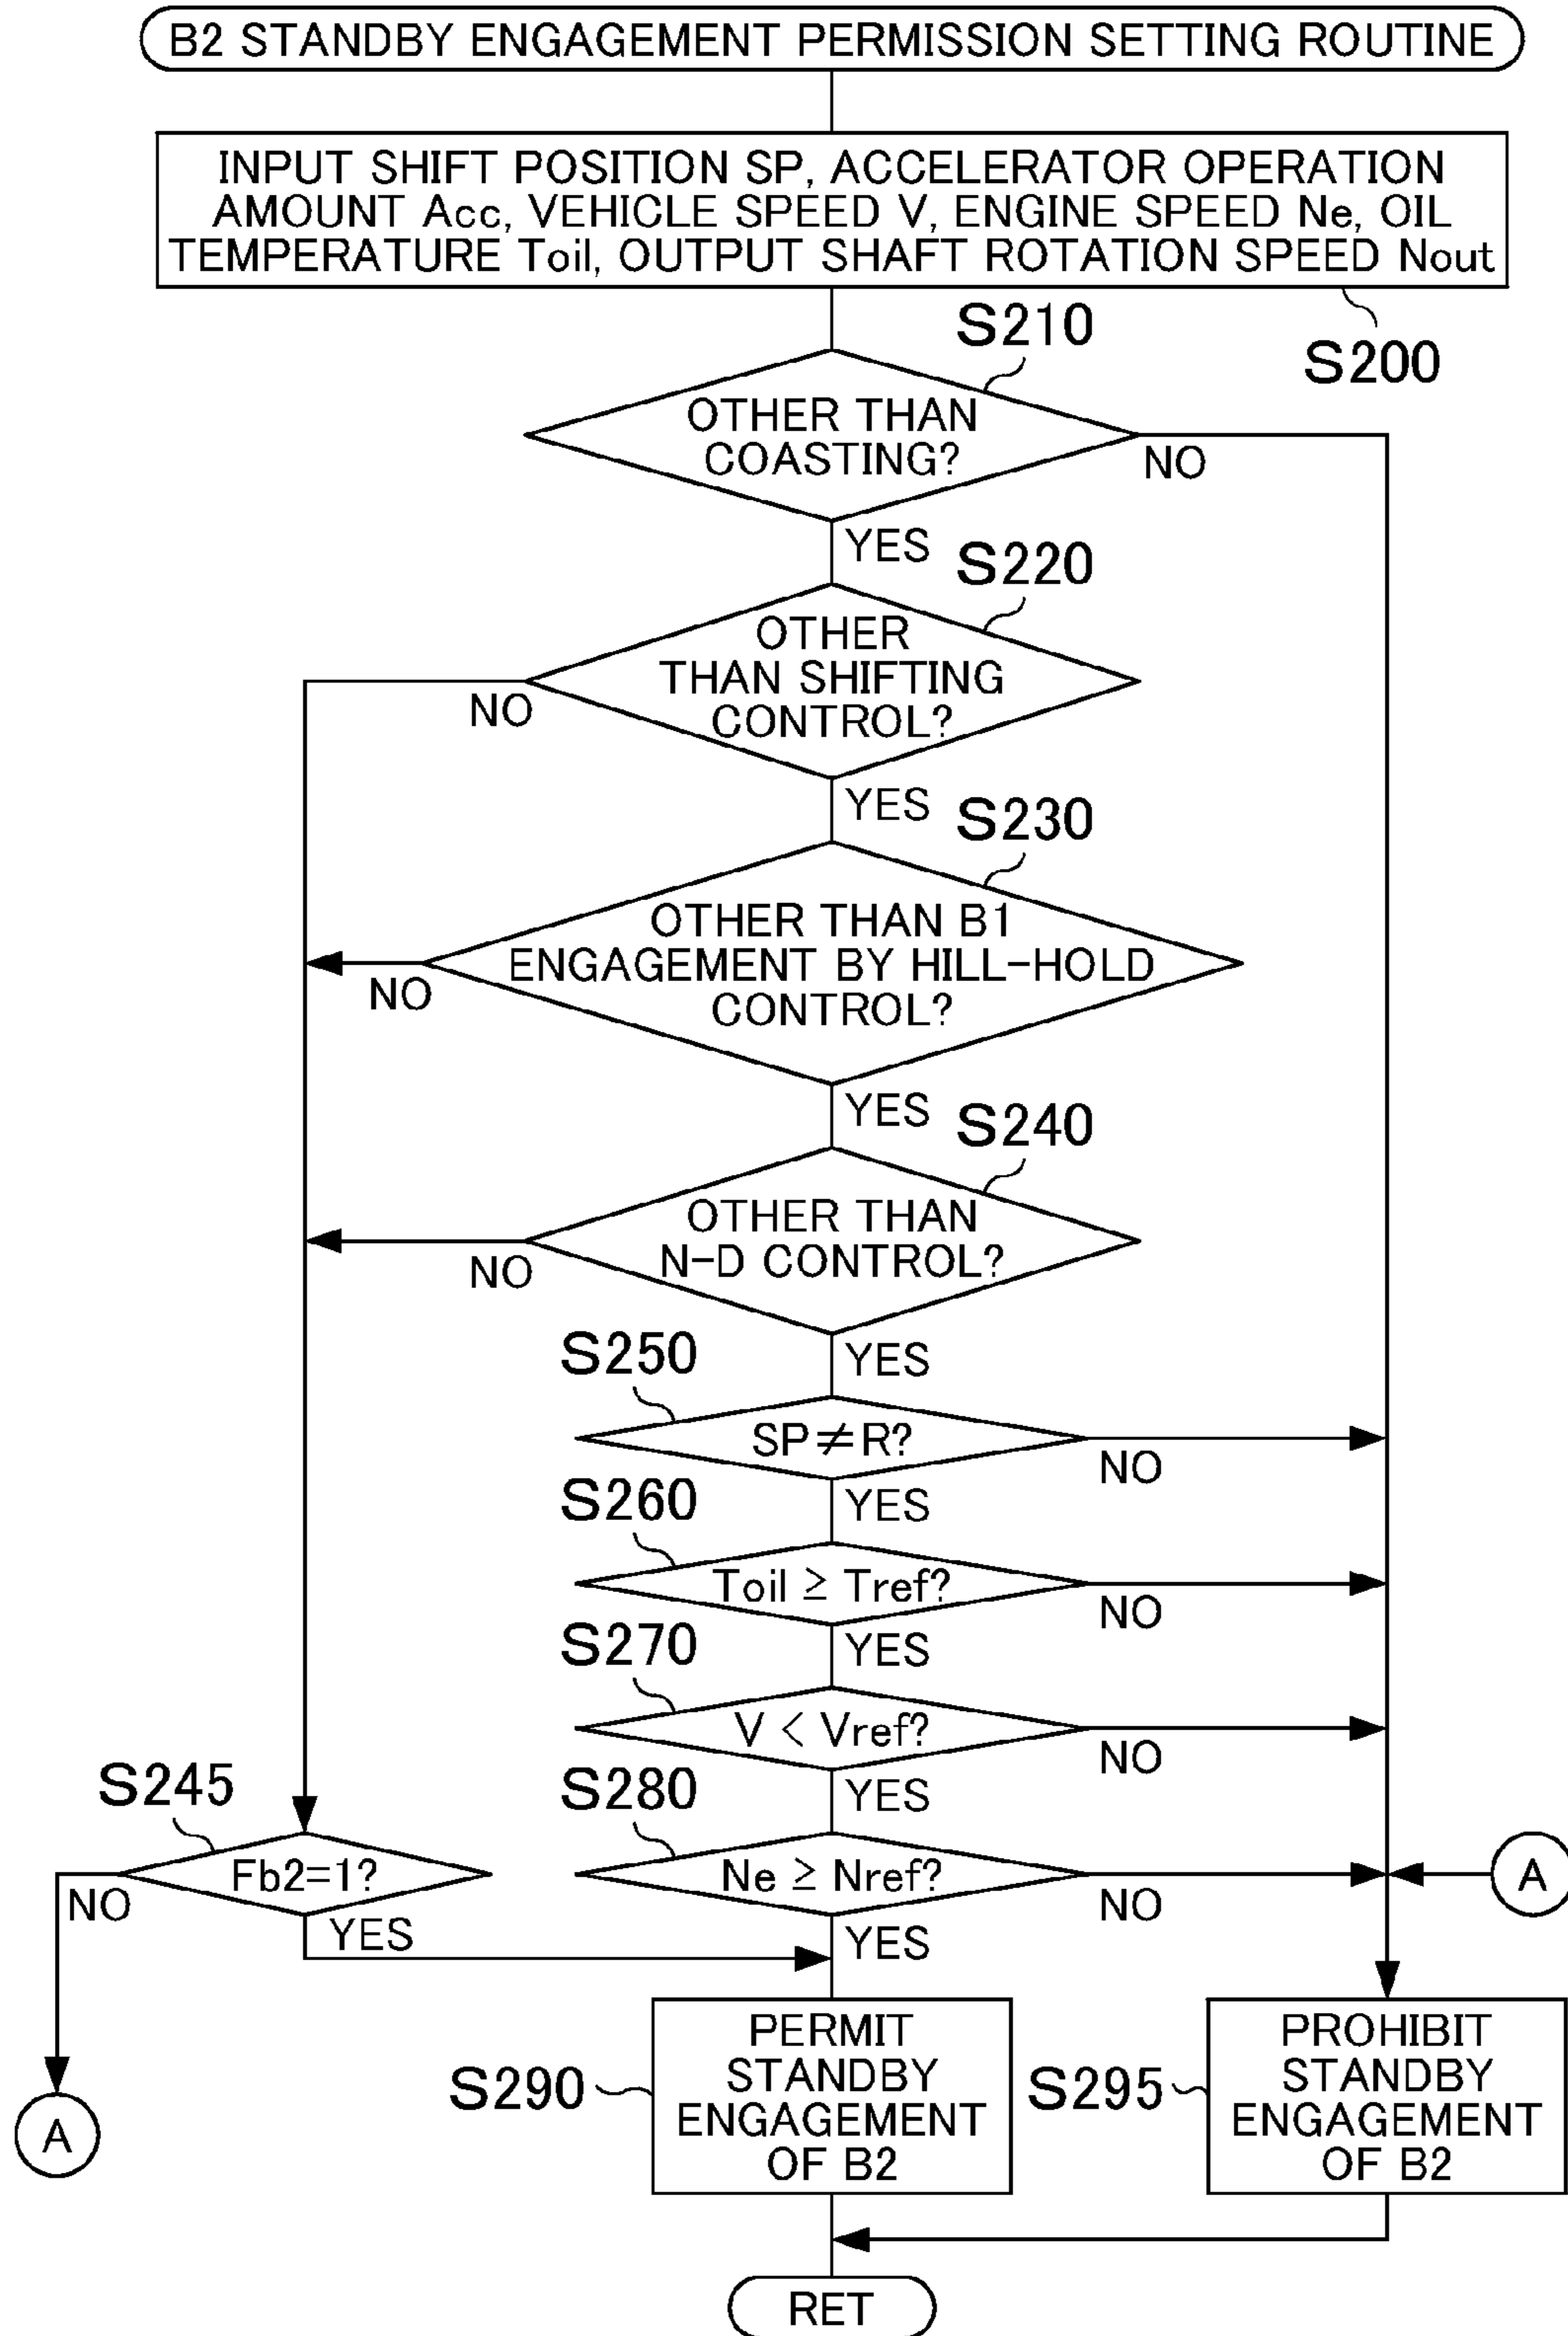 B2 STANDBY ENGAGEMENT PERMISSION SETTING ROUTINE
INPUT SHIFT POSITION SP, ACCELERATOR OPERATION
AMOUNT Acc, VEHICLE SPEED V, ENGINE SPEED Ne, OIL
TEMPERATURE Toil, OUTPUT SHAFT ROTATION SPEED Nout
S200
S210
OTHER THAN
COASTING?
NO
YES
S220
OTHER
THAN SHIFTING
CONTROL?
NO
YES
S230
OTHER THAN B1
ENGAGEMENT BY HILL-HOLD
CONTROL?
NO
YES
S240
OTHER THAN
N-D CONTROL?
NO
YES
S250
SP≠R?
NO
YES
S260
Toil ≥ Tref?
NO
YES
S270
V < Vref?
NO
YES
S245
Fb2=1?
NO
YES
S280
Ne ≥ Nref?
NO
YES
A
A
S290
PERMIT
STANDBY
ENGAGEMENT
OF B2
S295
PROHIBIT
STANDBY
ENGAGEMENT
OF B2
RET